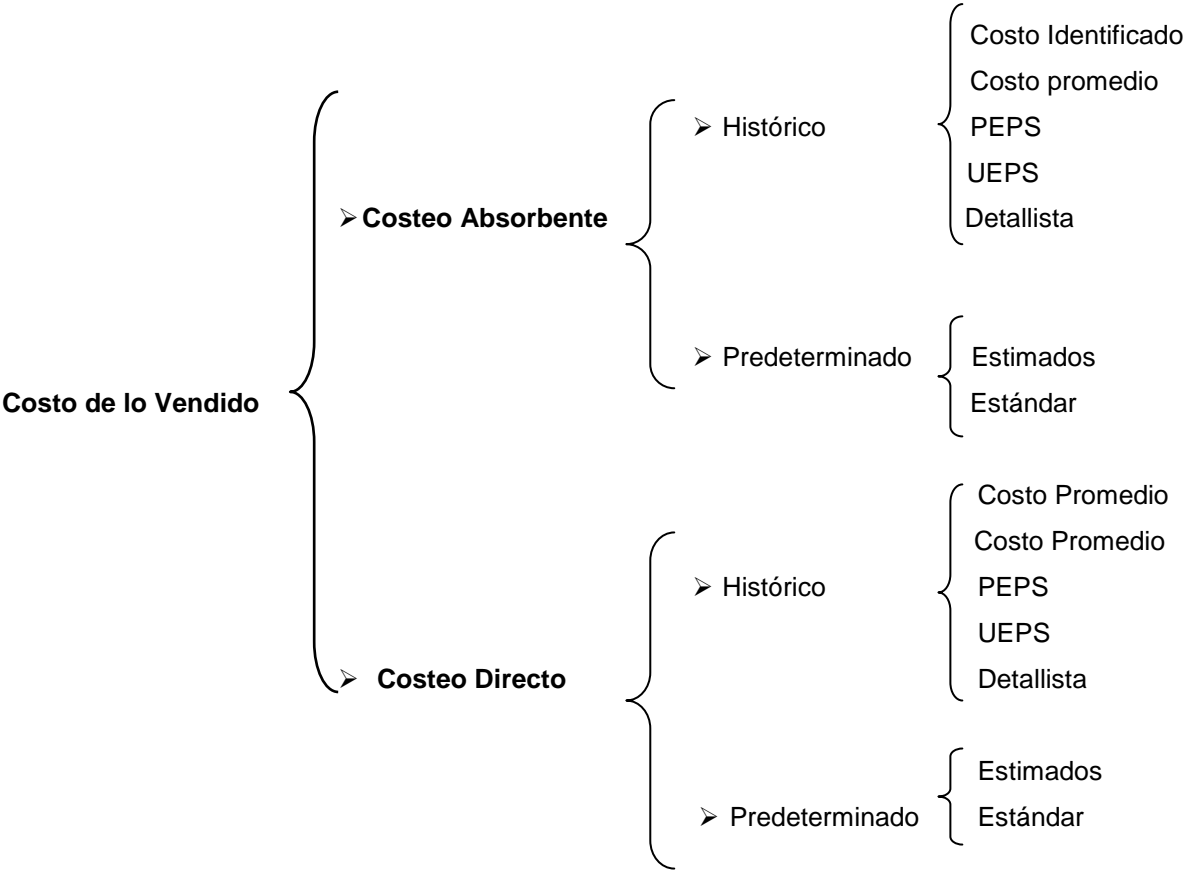 Costo de lo Vendido
➢ Costeo Absorbente
➢ Histórico
Costo Identificado
Costo promedio
PEPS
UEPS
Detallista
➢ Predeterminado
Estimados
Estándar
➢ Costeo Directo
➢ Histórico
Costo Promedio
Costo Promedio
PEPS
UEPS
Detallista
➢ Predeterminado
Estimados
Estándar